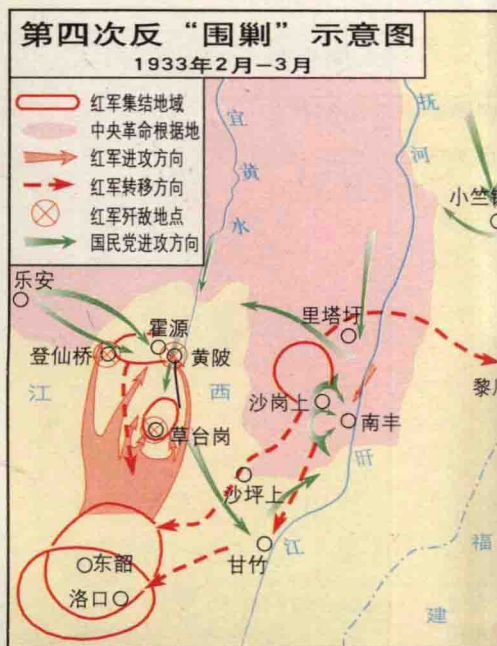 第四次反“围剿”示意图
1933年2月—3月
红军集结地域
中央革命根据地
红军进攻方向
红军转移方向
红军歼敌地点
国民党进攻方向
宜
黄
水
抚
河
小竺
乐安
霍源
登仙桥
黄陂
里塔圩
黎川
江
西
沙岗上
南丰
草台岗
盱
沙坪上
江
甘竹
东韶
洛口
福
建